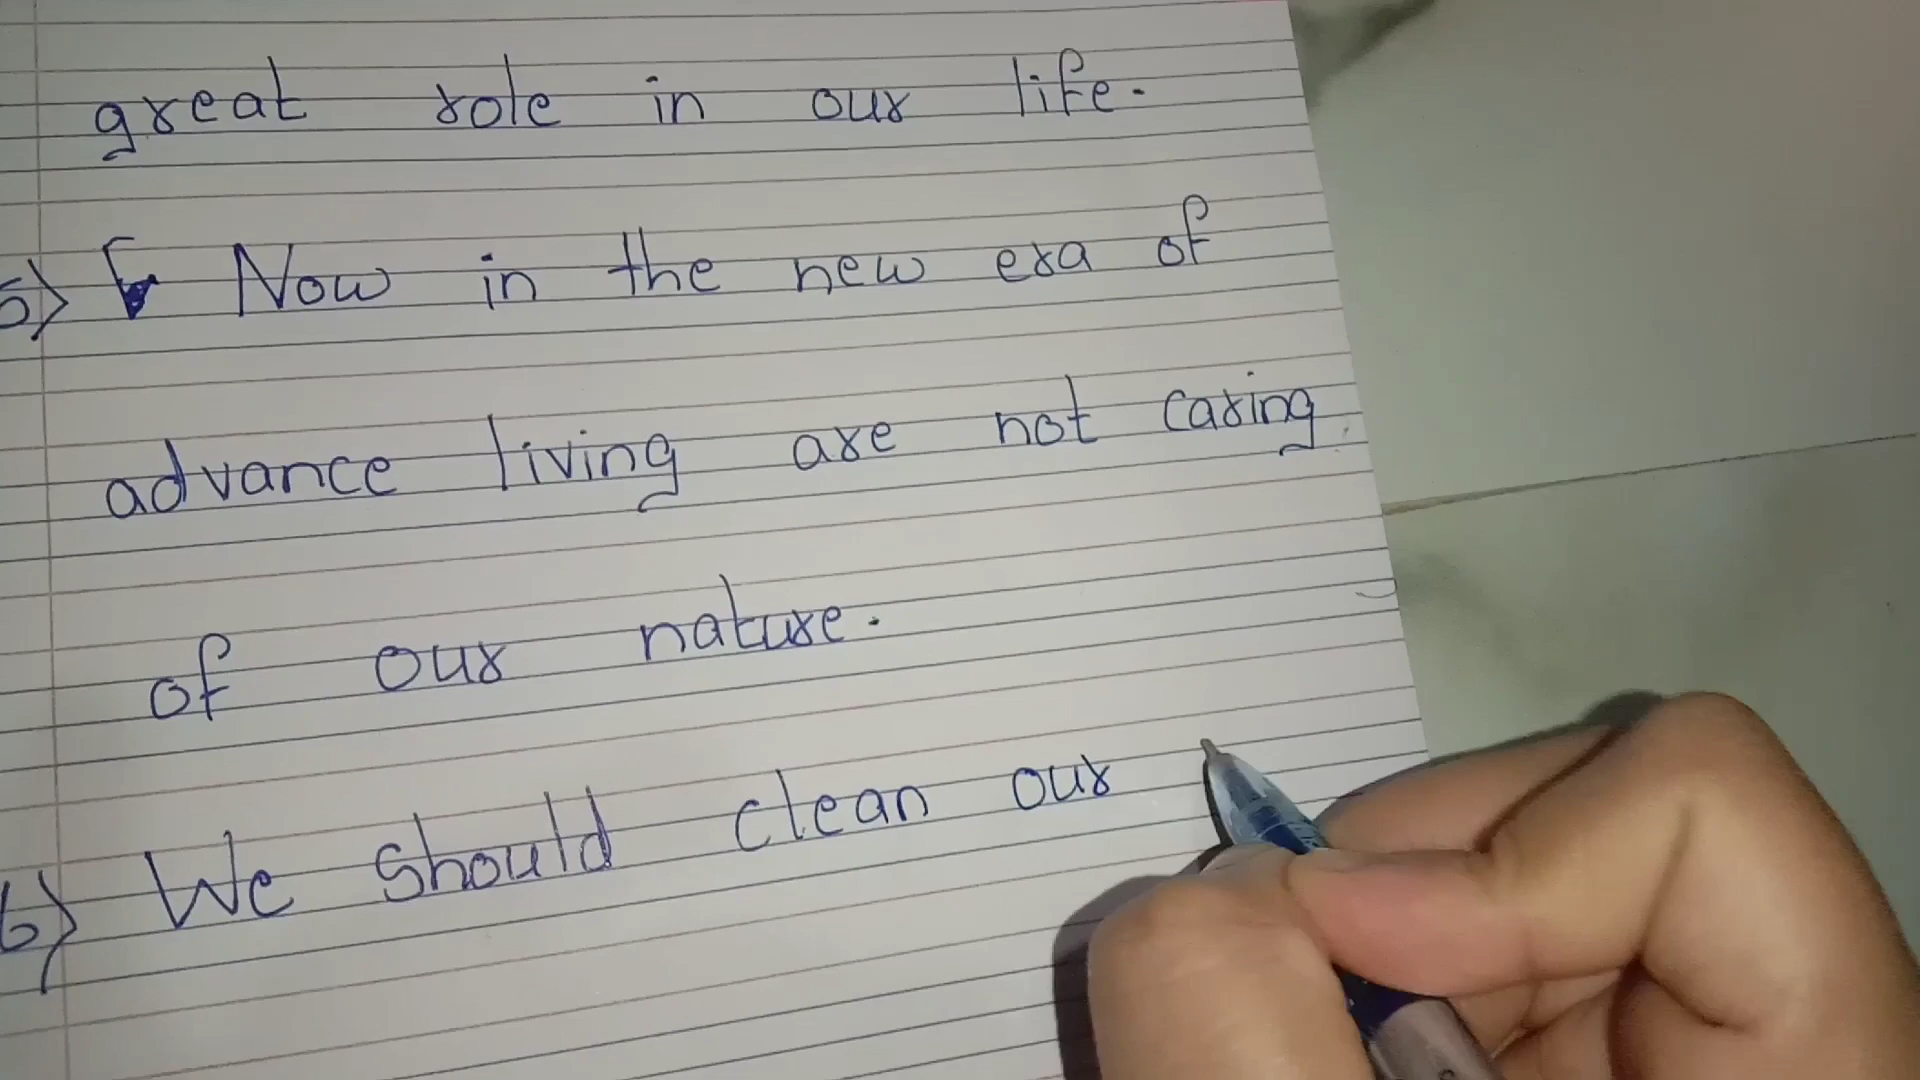 great role in our life.
5) Now in the new era of
advance living are not caring
of our nature.
6) We should clean our